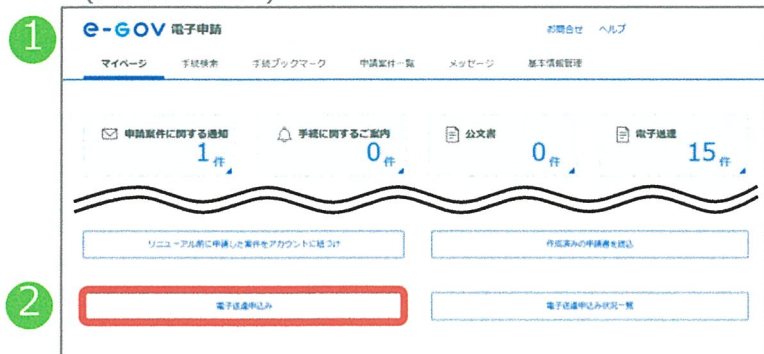 1
e-GOV 電子申請
お問合せ ヘルプ
マイページ 手続検索 手続ブックマーク 申請案件一覧 メッセージ 基本情報管理
申請案件に関する通知 手続に関するご案内 公文書 電子送達
1件 0件 0件 15件
リニューアル前に申請した案件をアカウントに紐づけ 作成済みの申請書を読込
2
電子送達申込み 電子送達申込み状況一覧